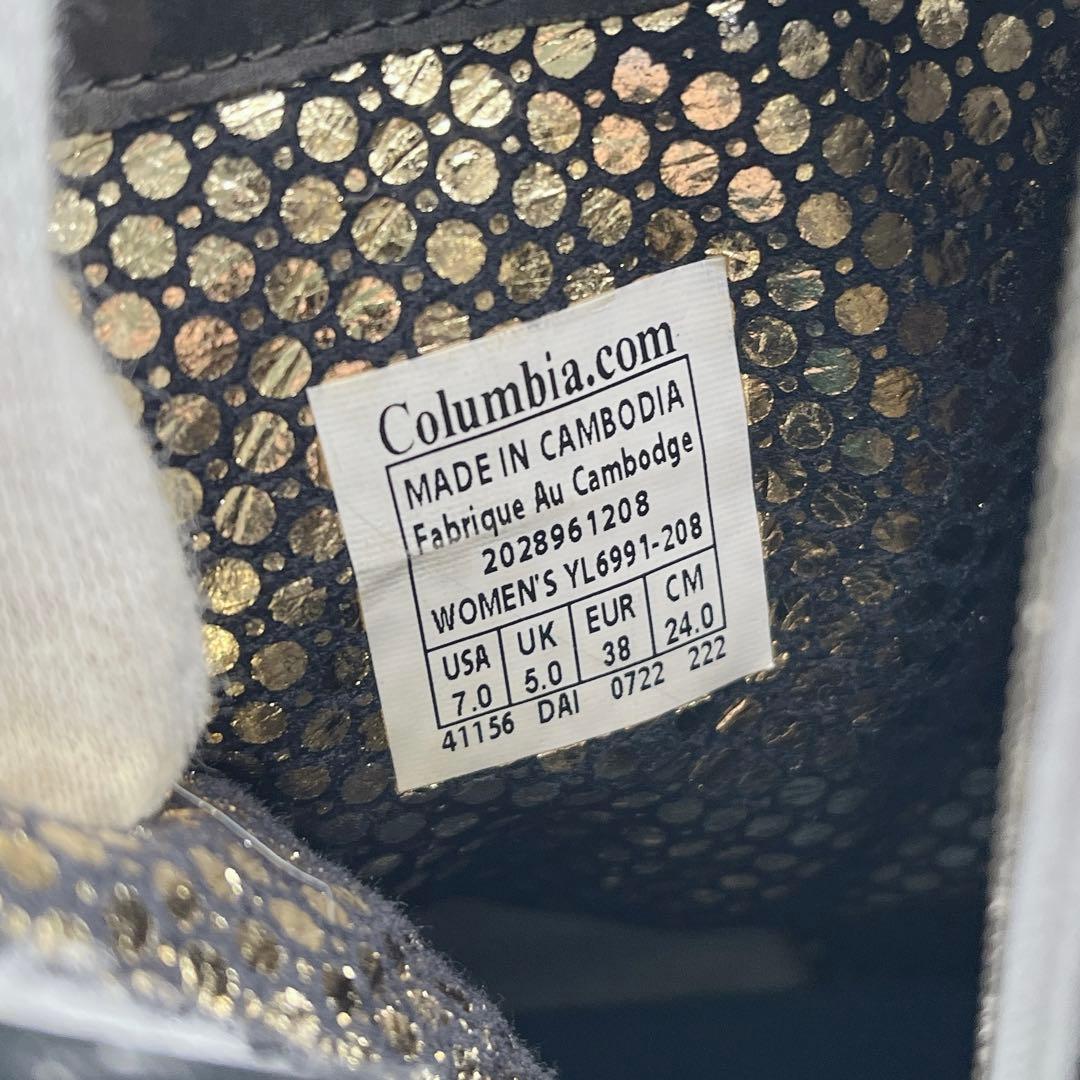 Columbia.com
MADE IN CAMBODIA
Fabrique Au Cambodge
2028961208
WOMEN'S YL6991-208
USA UK EUR CM
7.0 5.0 38 24.0
41156 DAI 0722 222